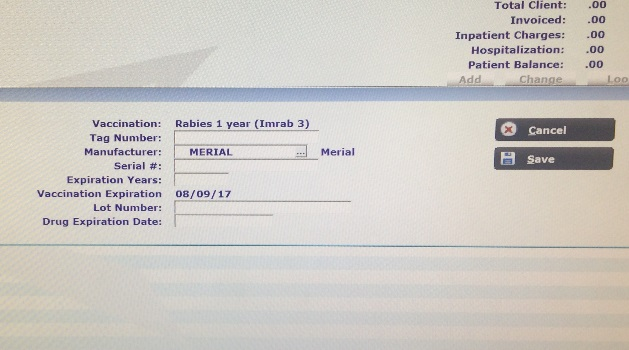 Total Client: .00
Invoiced: .00
Inpatient Charges: .00
Hospitalization: .00
Patient Balance: .00
Add Change Loo
Vaccination: Rabies 1 year (Imrab 3)
Tag Number:
Manufacturer: MERIAL ... Merial
Serial #:
Expiration Years:
Vaccination Expiration 08/09/17
Lot Number:
Drug Expiration Date:
Cancel
Save